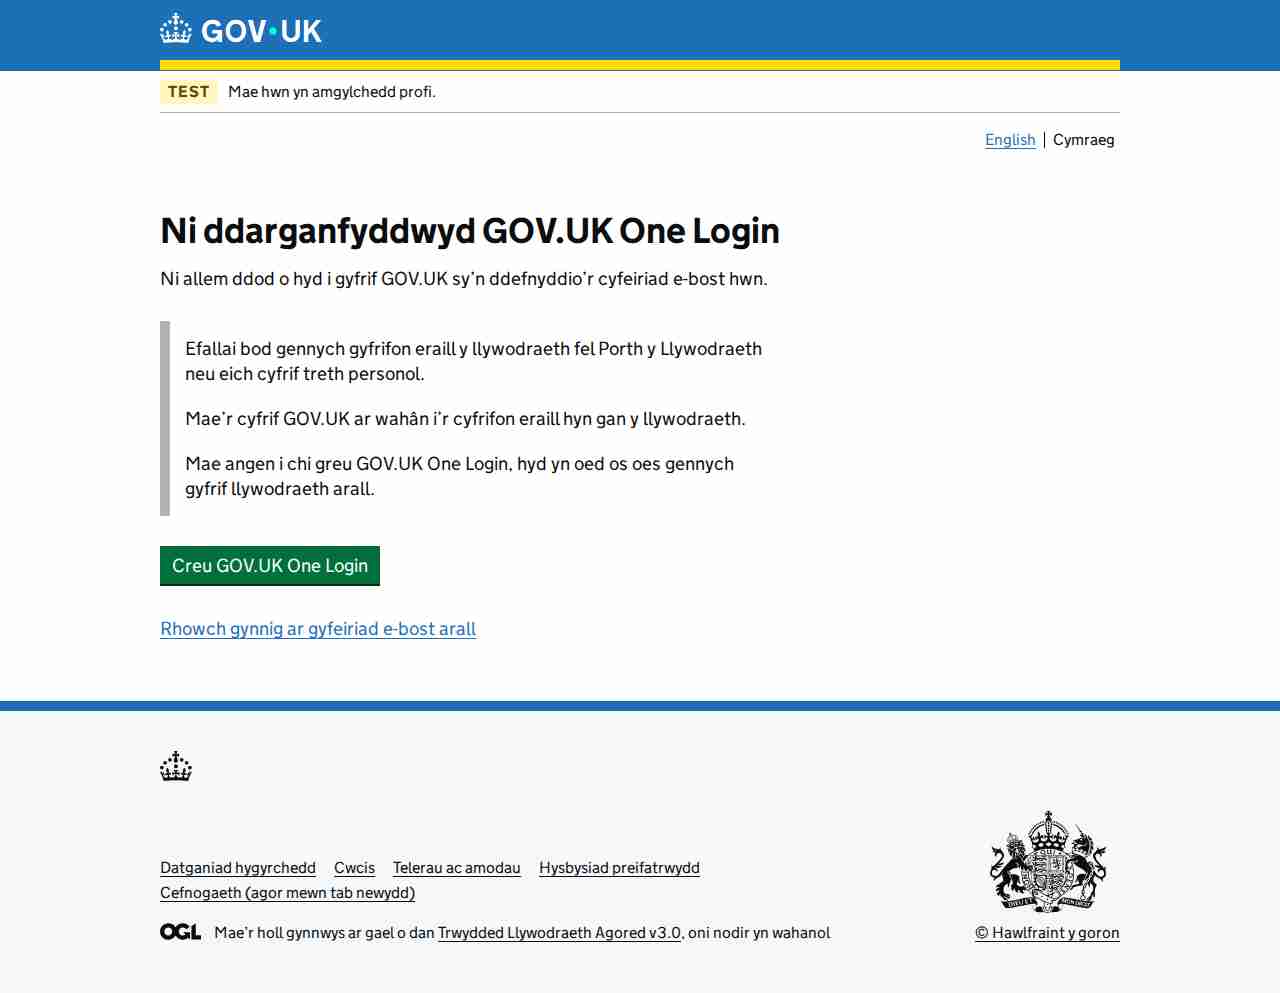 GOV·UK
TEST Mae hwn yn amgylchedd profi.
English | Cymraeg
Ni ddarganfyddwyd GOV.UK One Login
Ni allem ddod o hyd i gyfrif GOV.UK sy’n ddefnyddio’r cyfeiriad e-bost hwn.
Efallai bod gennych gyfrifon eraill y llywodraeth fel Porth y Llywodraeth
neu eich cyfrif treth personol.
Mae’r cyfrif GOV.UK ar wahân i’r cyfrifon eraill hyn gan y llywodraeth.
Mae angen i chi greu GOV.UK One Login, hyd yn oed os oes gennych
gyfrif llywodraeth arall.
Creu GOV.UK One Login
Rhowch gynnig ar gyfeiriad e-bost arall
Datganiad hygyrchedd Cwcis Telerau ac amodau Hysbysiad preifatrwydd
Cefnogaeth (agor mewn tab newydd)
OGL Mae’r holl gynnwys ar gael o dan Trwydded Llywodraeth Agored v3.0, oni nodir yn wahanol
© Hawlfraint y goron